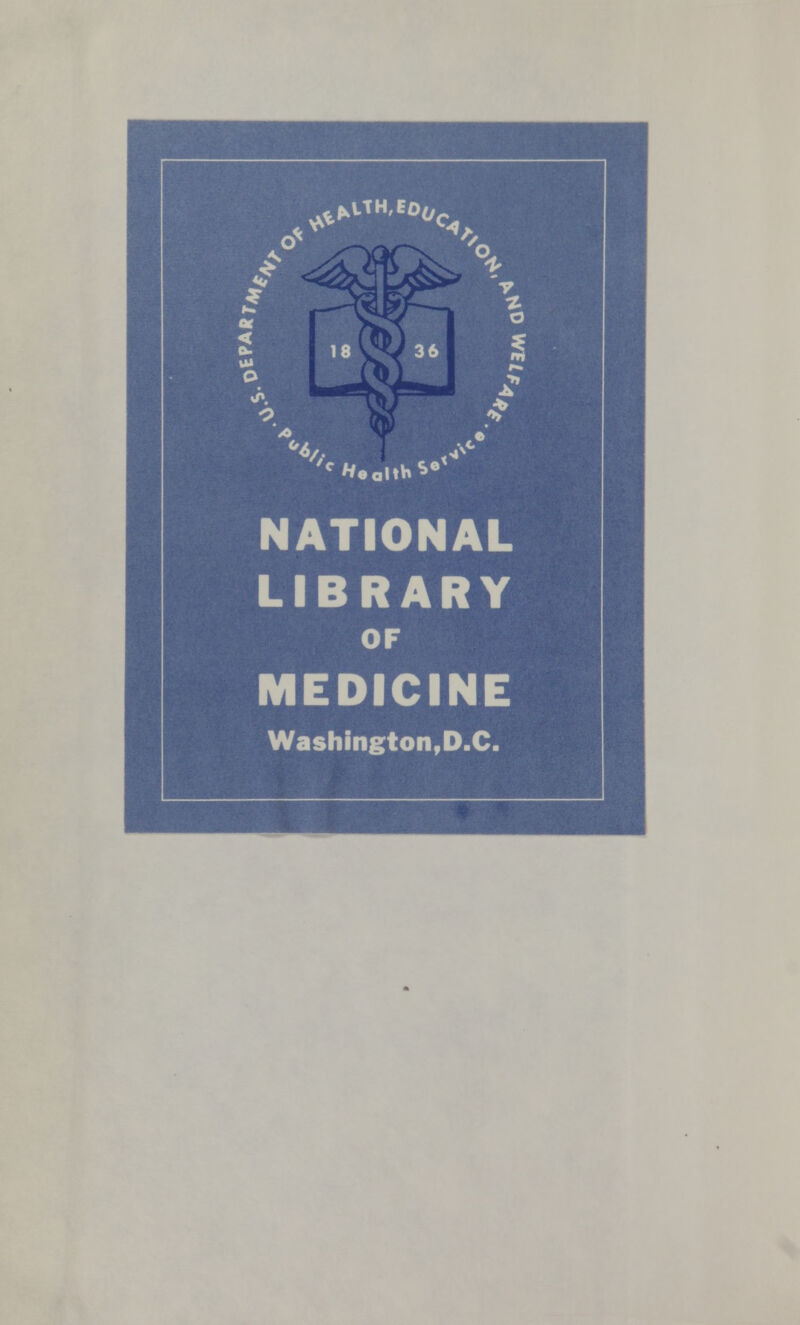 U.S. DEPARTMENT OF HEALTH, EDUCATION, AND WELFARE
· Public Health Service ·
18 36
NATIONAL
LIBRARY
OF
MEDICINE
Washington,D.C.